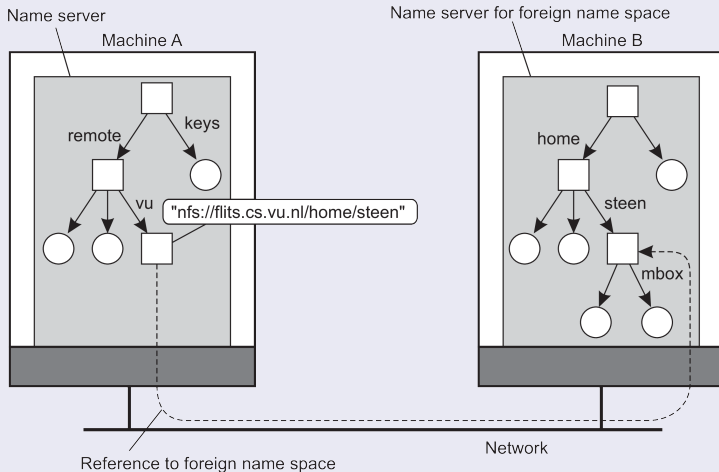 Name server
Name server for foreign name space
Machine A
Machine B
remote
keys
vu
"nfs://flits.cs.vu.nl/home/steen"
home
steen
mbox
Network
Reference to foreign name space